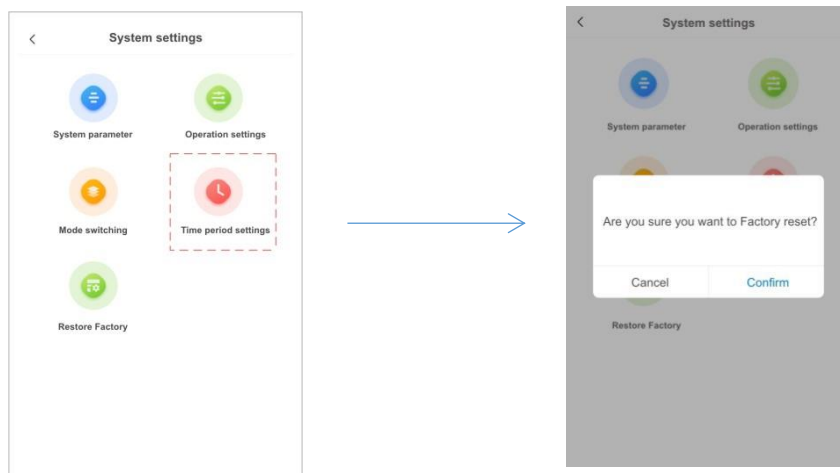 System settings
System parameter
Operation settings
Mode switching
Time period settings
Restore Factory
System settings
System parameter
Operation settings
Are you sure you want to Factory reset?
Cancel
Confirm
Restore Factory